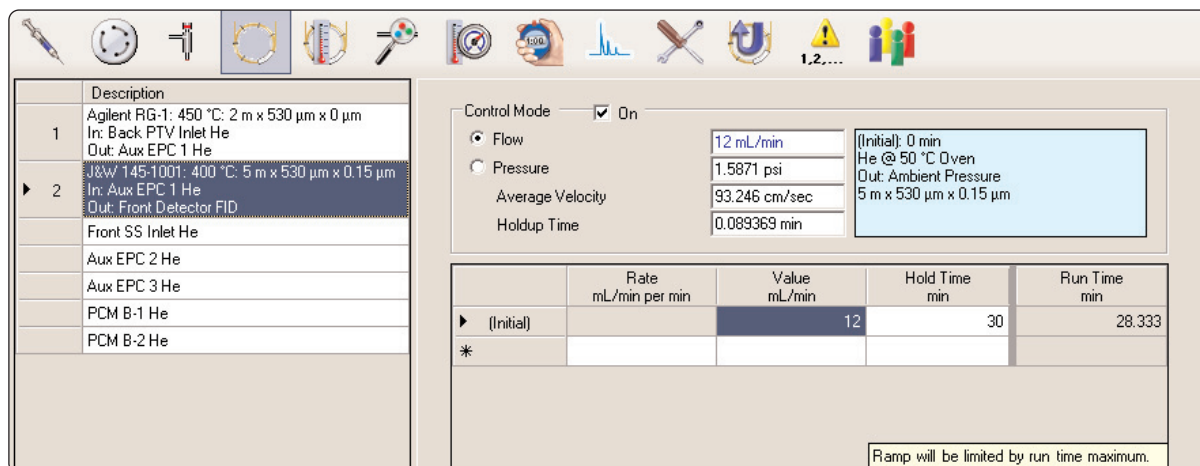 1:00
1,2,...
Description
1
Agilent RG-1: 450 °C: 2 m x 530 µm x 0 µm
In: Back PTV Inlet He
Out: Aux EPC 1 He
2
J&W 145-1001: 400 °C: 5 m x 530 µm x 0.15 µm
In: Aux EPC 1 He
Out: Front Detector FID
Front SS Inlet He
Aux EPC 2 He
Aux EPC 3 He
PCM B-1 He
PCM B-2 He
Control Mode On
Flow 12 mL/min
Pressure 1.5871 psi
Average Velocity 93.246 cm/sec
Holdup Time 0.089369 min
(Initial): 0 min
He @ 50 °C Oven
Out: Ambient Pressure
5 m x 530 µm x 0.15 µm
Rate Value Hold Time Run Time
mL/min per min mL/min min min
(Initial) 12 30 28.333
*
Ramp will be limited by run time maximum.